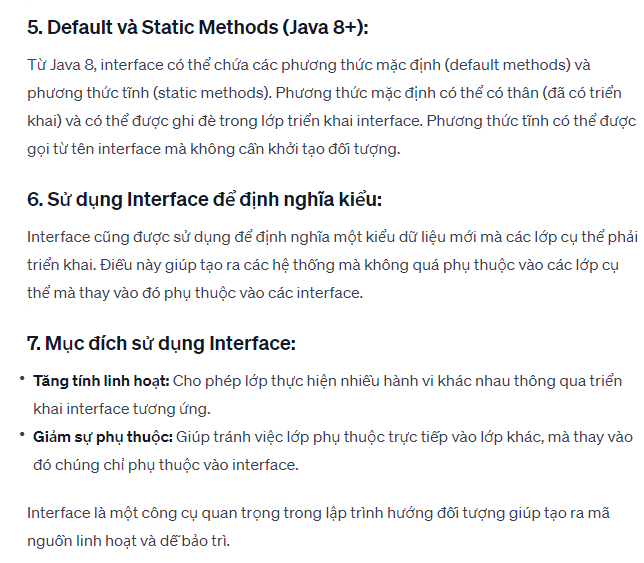 5. Default và Static Methods (Java 8+):
Từ Java 8, interface có thể chứa các phương thức mặc định (default methods) và
phương thức tĩnh (static methods). Phương thức mặc định có thể có thân (đã có triển
khai) và có thể được ghi đè trong lớp triển khai interface. Phương thức tĩnh có thể được
gọi từ tên interface mà không cần khởi tạo đối tượng.
6. Sử dụng Interface để định nghĩa kiểu:
Interface cũng được sử dụng để định nghĩa một kiểu dữ liệu mới mà các lớp cụ thể phải
triển khai. Điều này giúp tạo ra các hệ thống mà không quá phụ thuộc vào các lớp cụ
thể mà thay vào đó phụ thuộc vào các interface.
7. Mục đích sử dụng Interface:
• Tăng tính linh hoạt: Cho phép lớp thực hiện nhiều hành vi khác nhau thông qua triển
khai interface tương ứng.
• Giảm sự phụ thuộc: Giúp tránh việc lớp phụ thuộc trực tiếp vào lớp khác, mà thay vào
đó chúng chỉ phụ thuộc vào interface.
Interface là một công cụ quan trọng trong lập trình hướng đối tượng giúp tạo ra mã
nguồn linh hoạt và dễ bảo trì.